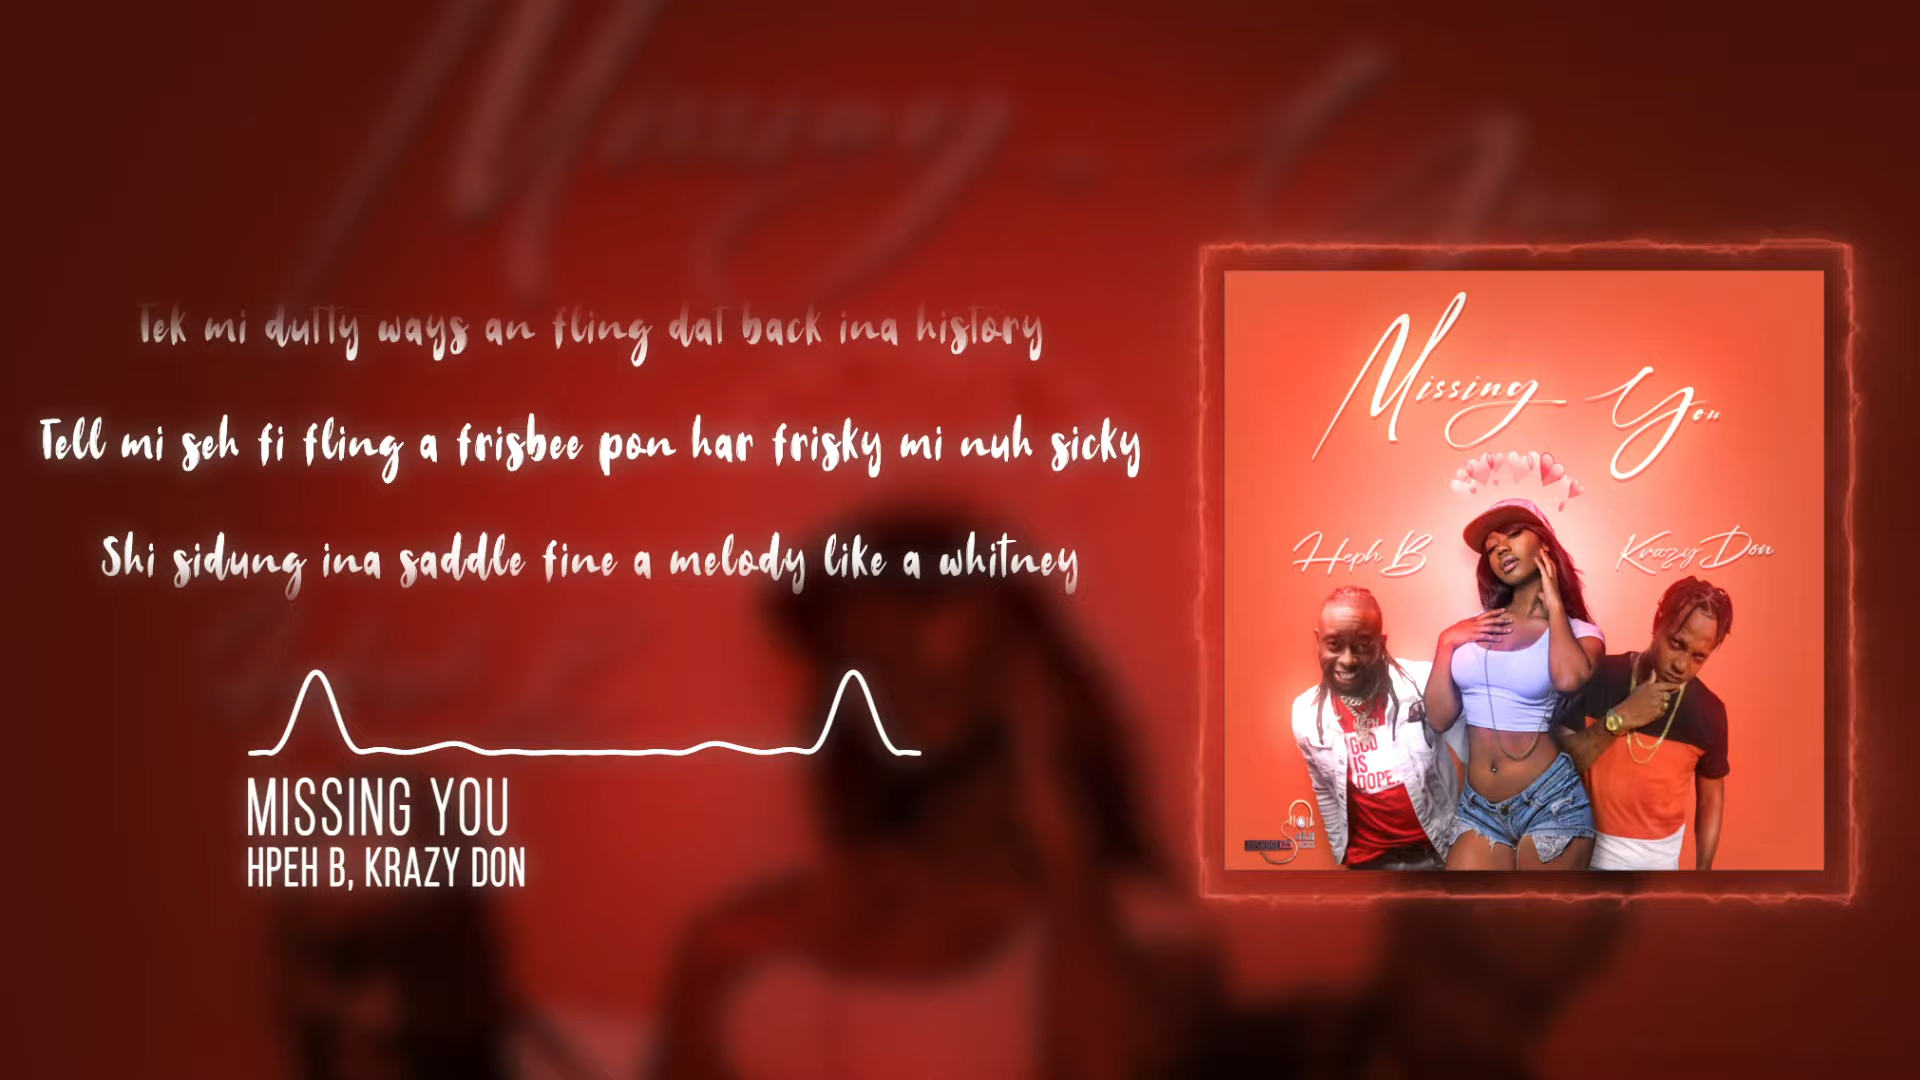 Tek mi dutty ways an fling dat back ina history
Tell mi seh fi fling a frisbee pon har frisky mi nuh sicky
Shi sidung ina saddle fine a melody like a whitney
MISSING YOU
HPEH B, KRAZY DON
Missing You
Heph B
Krazy Don
GOD
IS
DOPE.